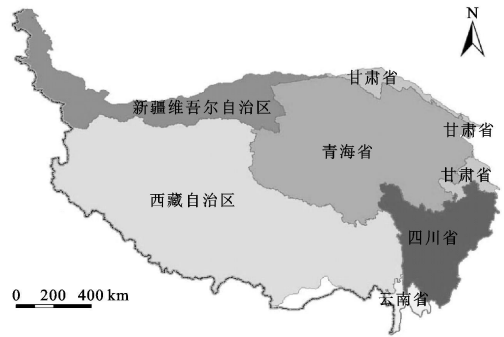 N
甘肃省
新疆维吾尔自治区
甘肃省
青海省
甘肃省
西藏自治区
四川省
云南省
0 200 400 km